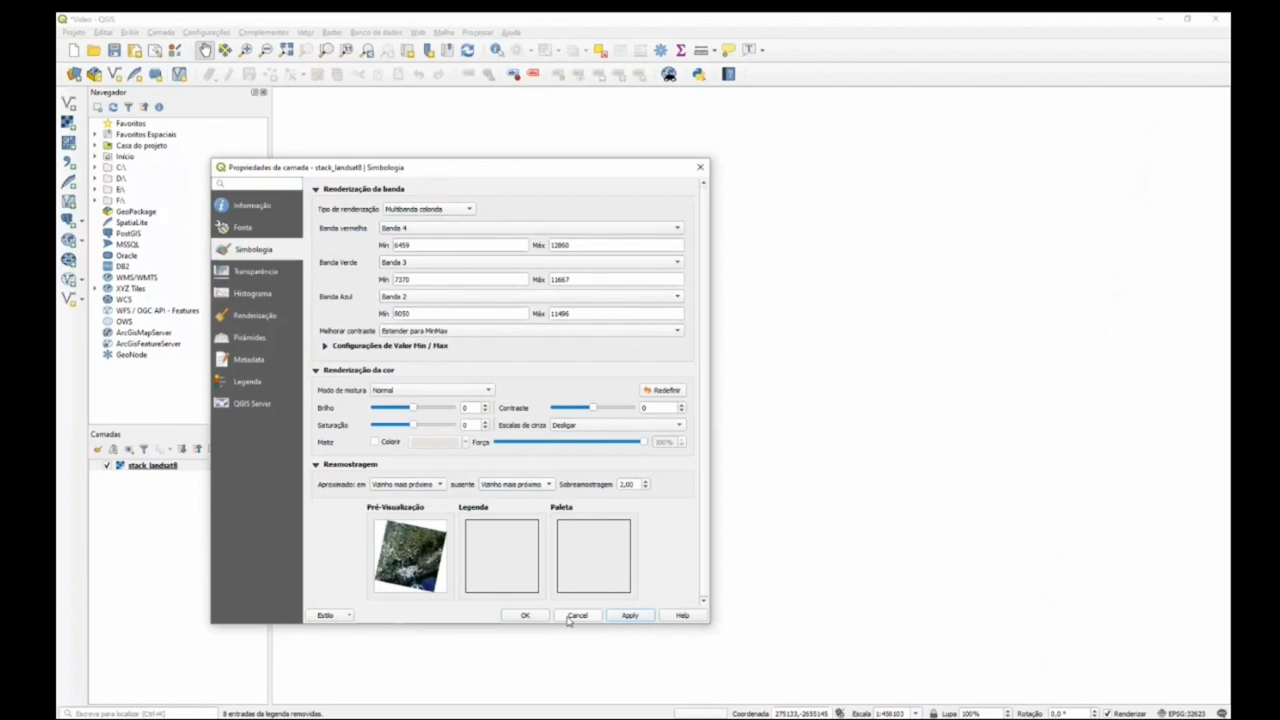 *Video - QGIS
Projeto Editar Exibir Camada Configurações Complementos Vetor Raster Banco de dados Web Malha Processar Ajuda
Navegador
Favoritos
Favoritos Espaciais
Casa do projeto
Início
C:\
D:\
E:\
F:\
GeoPackage
SpatiaLite
PostGIS
MSSQL
Oracle
DB2
WMS/WMTS
XYZ Tiles
WCS
WFS / OGC API - Features
OWS
ArcGisMapServer
ArcGisFeatureServer
GeoNode
Camadas
stack_landsat8
Propriedades da camada - stack_landsat8 | Simbologia
Informação
Fonte
Simbologia
Transparência
Histograma
Renderização
Pirâmides
Metadata
Legenda
QGIS Server
Renderização da banda
Tipo de renderização Multibanda colorida
Banda vermelha Banda 4
Mín 6459 Máx 12860
Banda Verde Banda 3
Mín 7370 Máx 11667
Banda Azul Banda 2
Mín 8050 Máx 11496
Melhorar contraste Estender para MinMax
Configurações de Valor Min / Max
Renderização da cor
Modo de mistura Normal Redefinir
Brilho 0 Contraste 0
Saturação 0 Escalas de cinza Desligar
Matiz Colorir Força 100%
Reamostragem
Aproximado: em Vizinho mais próximo ausente Vizinho mais próximo Sobreamostragem 2,00
Pré-Visualização Legenda Paleta
Estilo OK Cancel Apply Help
Escreva para localizar (Ctrl+K) 8 entradas da legenda removidas. Coordenada 275133,-2655145 Escala 1:456103 Lupa 100% Rotação 0,0 ° Renderizar EPSG:32623